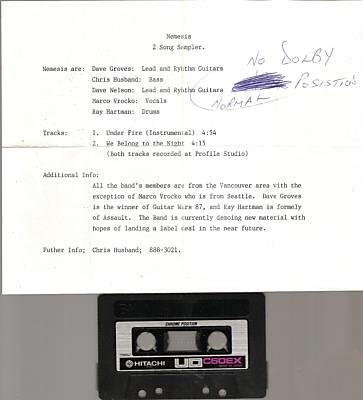 Nemesis
2 Song Sampler.
NO DOLBY
POSISTION
NORMAL
Nemesis are: Dave Groves: Lead and Ryhthm Guitars
Chris Husband: Bass
Dave Nelson: Lead and Ryhthm Guitars
Marco Vrocko: Vocals
Ray Hartman: Drums
Tracks: 1. Under Fire (Instrumental) 4:54
2. We Belong to the Night 4:15
(both tracks recorded at Profile Studio)
Additional Info:
All the band's members are from the Vancouver area with the
exception of Marco Vrocko who is from Seattle. Dave Groves
is the winner of Guitar Wars 87, and Ray Hartman is formely
of Assault. The Band is currently demoing new material with
hopes of landing a label deal in the near future.
Futher Info; Chris Husband; 888-3021.
CHROME POSITION
HITACHI UD C60EX